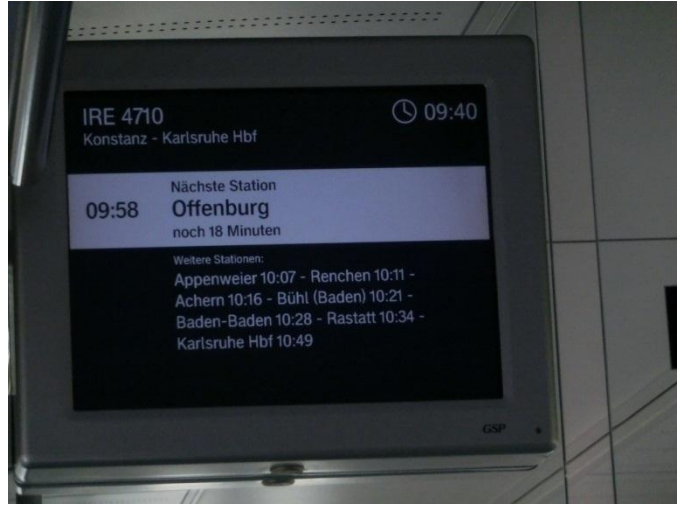 IRE 4710
09:40
Konstanz - Karlsruhe Hbf
Nächste Station
09:58 Offenburg
noch 18 Minuten
Weitere Stationen:
Appenweier 10:07 - Renchen 10:11 -
Achern 10:16 - Bühl (Baden) 10:21 -
Baden-Baden 10:28 - Rastatt 10:34 -
Karlsruhe Hbf 10:49
GSP